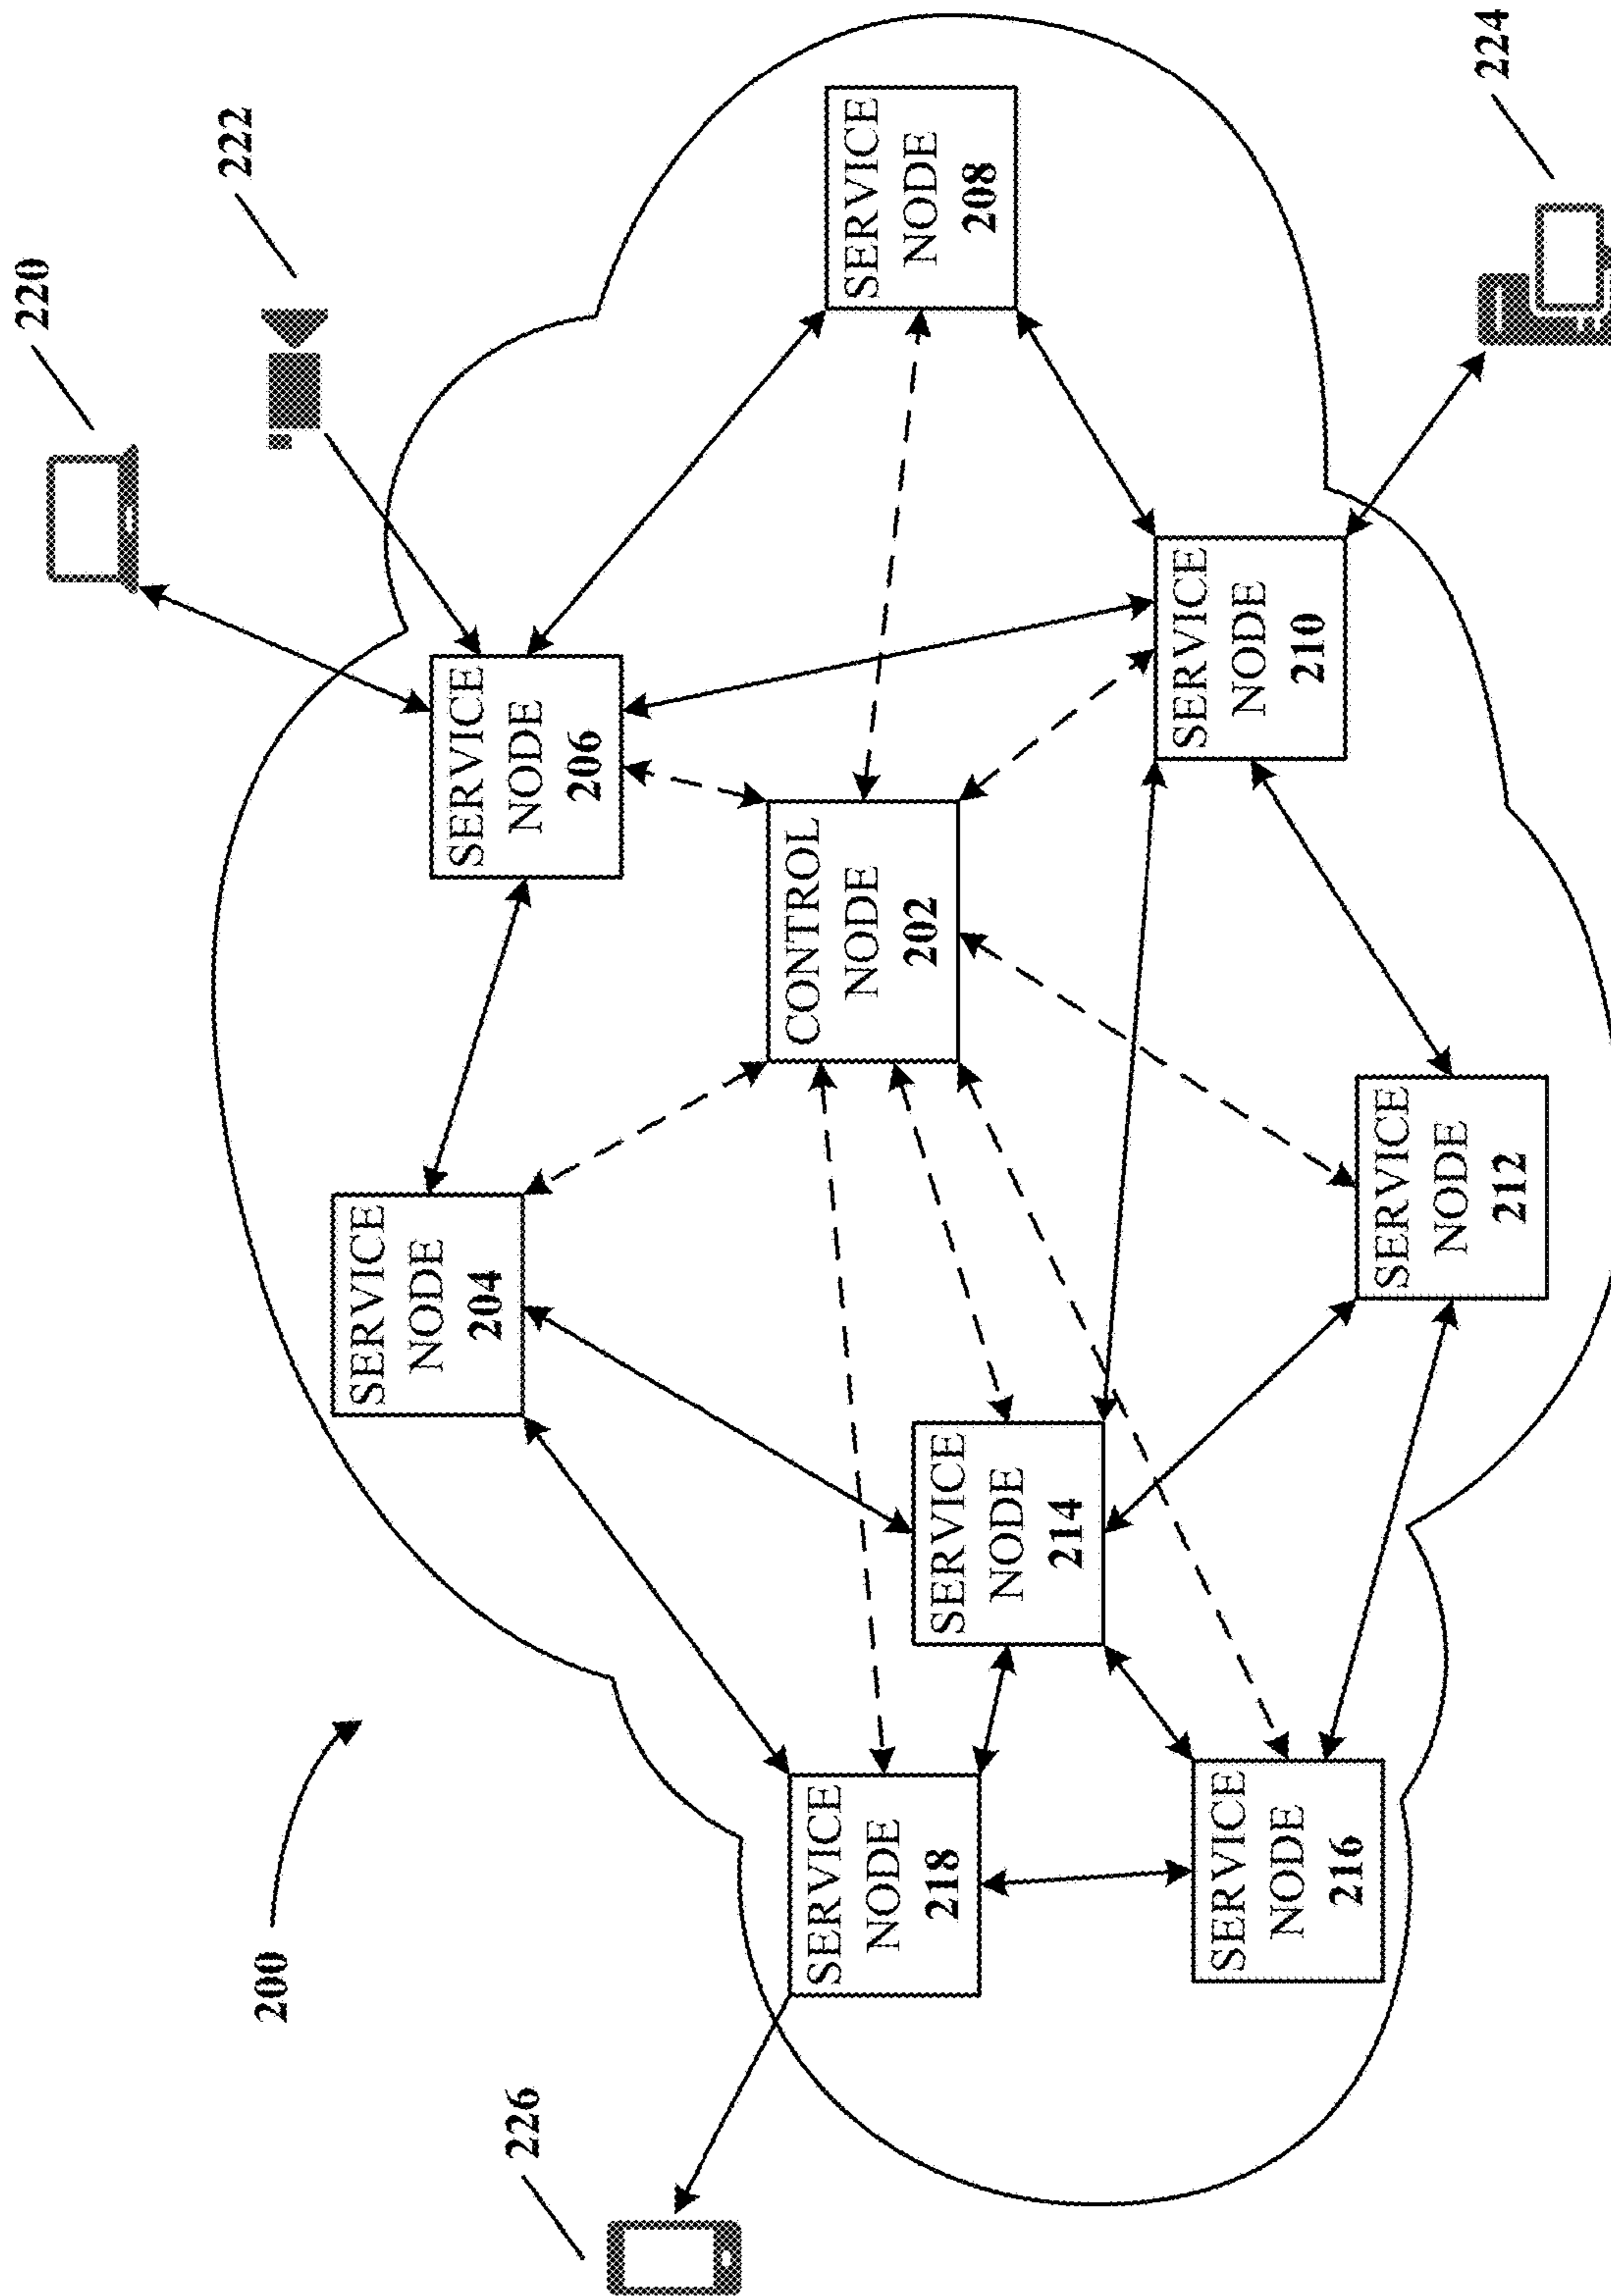 200
220
222
224
226
SERVICE
NODE
204
SERVICE
NODE
206
SERVICE
NODE
208
CONTROL
NODE
202
SERVICE
NODE
218
SERVICE
NODE
214
SERVICE
NODE
210
SERVICE
NODE
216
SERVICE
NODE
212